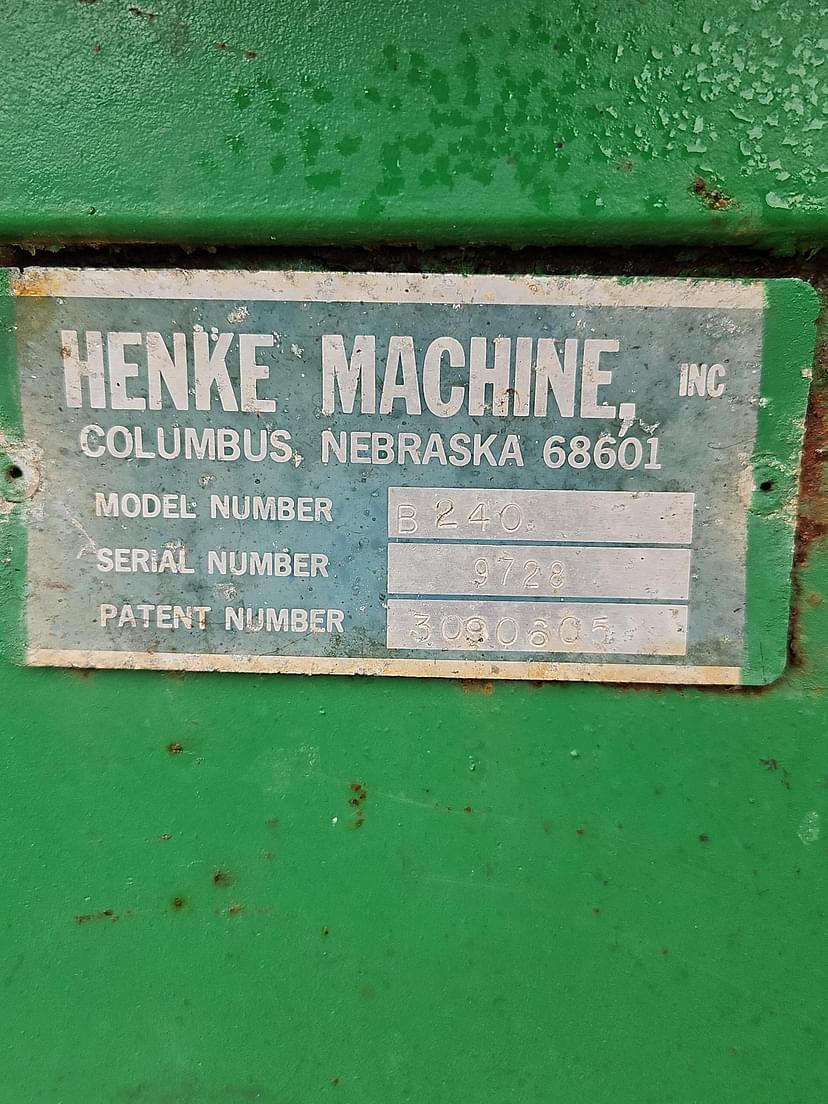 HENKE MACHINE, INC
COLUMBUS, NEBRASKA 68601
MODEL NUMBER B 240
SERIAL NUMBER 9728
PATENT NUMBER 3090605